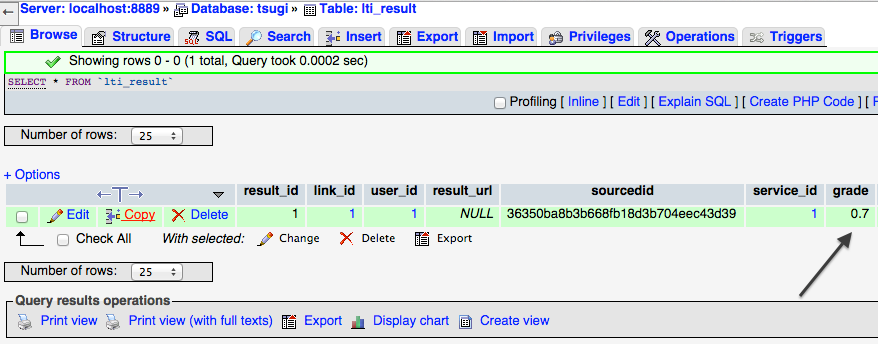 Server: localhost:8889 » Database: tsugi » Table: lti_result
Browse Structure SQL Search Insert Export Import Privileges Operations Triggers
Showing rows 0 - 0 (1 total, Query took 0.0002 sec)
SELECT * FROM `lti_result`
Profiling [ Inline ] [ Edit ] [ Explain SQL ] [ Create PHP Code ] [
Number of rows: 25
+ Options
←T→ result_id link_id user_id result_url sourcedid service_id grade
Edit Copy Delete 1 1 1 NULL 36350ba8b3b668fb18d3b704eec43d39 1 0.7
Check All With selected: Change Delete Export
Number of rows: 25
Query results operations
Print view Print view (with full texts) Export Display chart Create view